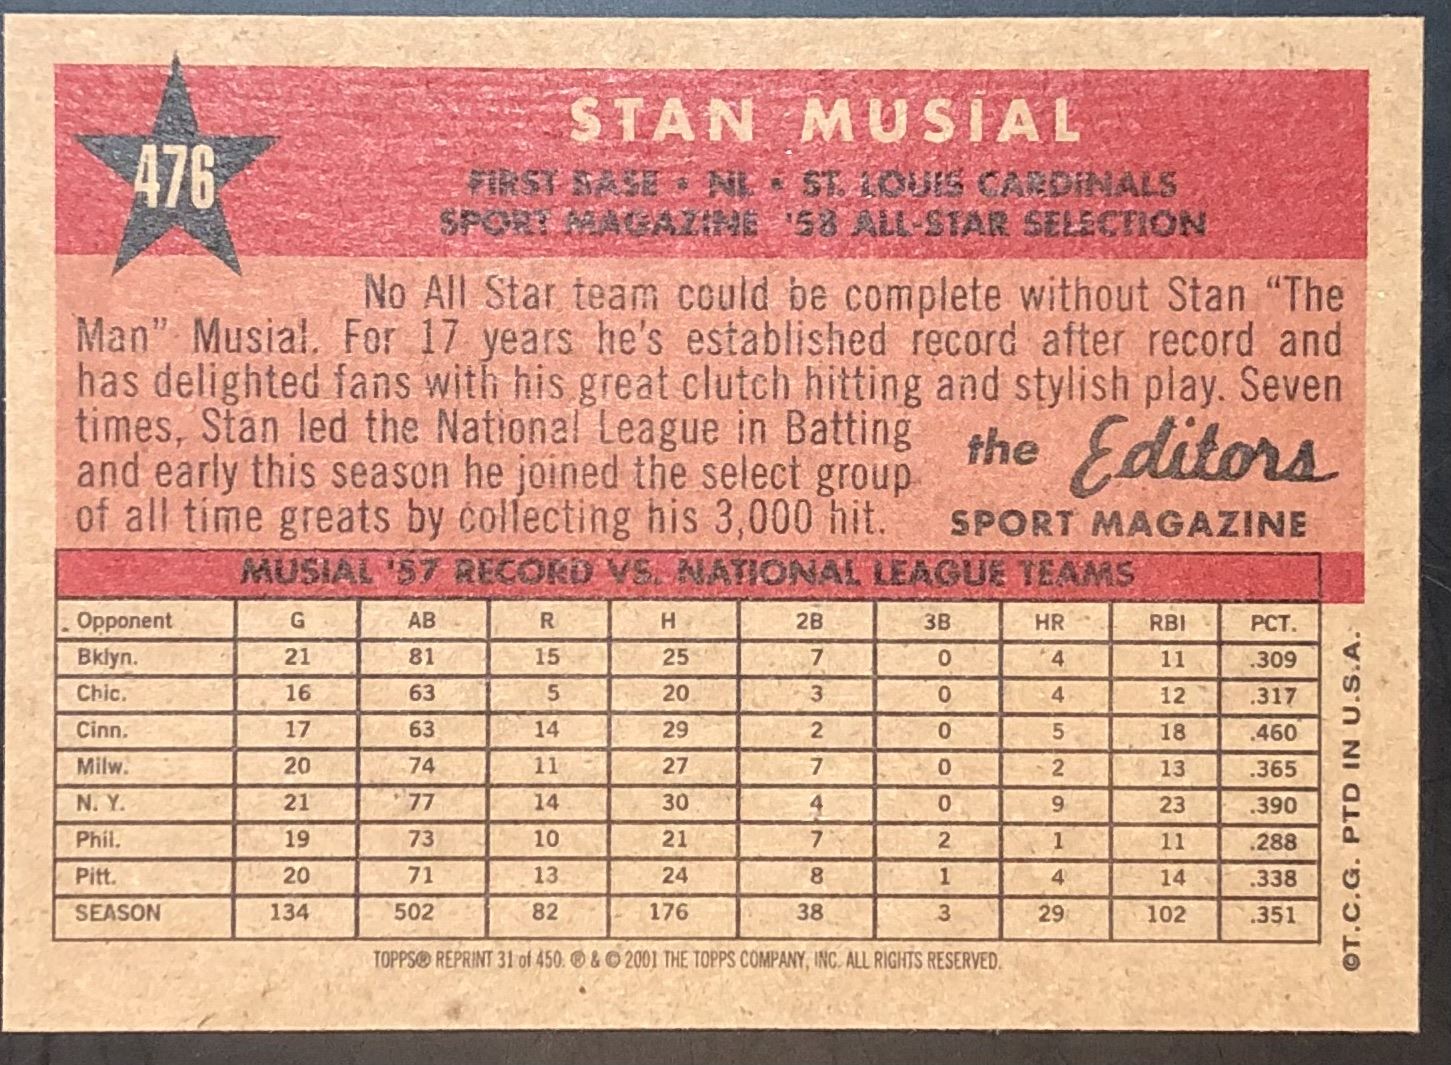 476
STAN MUSIAL
FIRST BASE • NL • ST. LOUIS CARDINALS
SPORT MAGAZINE '58 ALL-STAR SELECTION
No All Star team could be complete without Stan "The
Man" Musial. For 17 years he's established record after record and
has delighted fans with his great clutch hitting and stylish play. Seven
times, Stan led the National League in Batting
and early this season he joined the select group
of all time greats by collecting his 3,000 hit.
the Editors
SPORT MAGAZINE
MUSIAL '57 RECORD VS. NATIONAL LEAGUE TEAMS
Opponent G AB R H 2B 3B HR RBI PCT.
Bklyn. 21 81 15 25 7 0 4 11 .309
Chic. 16 63 5 20 3 0 4 12 .317
Cinn. 17 63 14 29 2 0 5 18 .460
Milw. 20 74 11 27 7 0 2 13 .365
N. Y. 21 77 14 30 4 0 9 23 .390
Phil. 19 73 10 21 7 2 1 11 .288
Pitt. 20 71 13 24 8 1 4 14 .338
SEASON 134 502 82 176 38 3 29 102 .351
©T.C.G. PTD IN U.S.A.
TOPPS® REPRINT 31 of 450. ® & © 2001 THE TOPPS COMPANY, INC. ALL RIGHTS RESERVED.